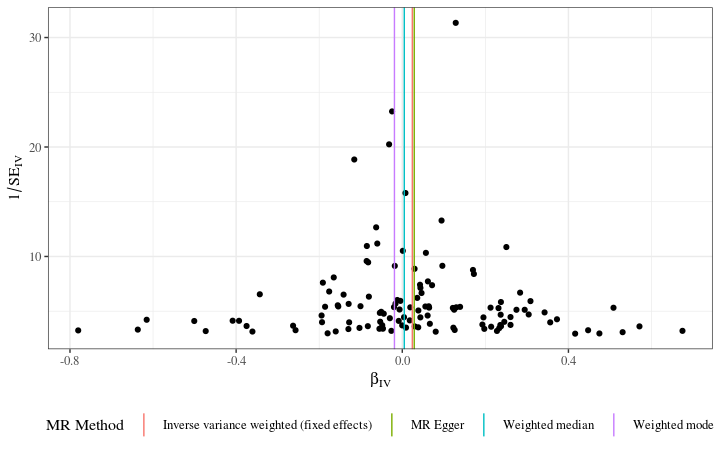 30
20
10
1/SE_IV
-0.8
-0.4
0.0
0.4
β_IV
MR Method
Inverse variance weighted (fixed effects)
MR Egger
Weighted median
Weighted mode